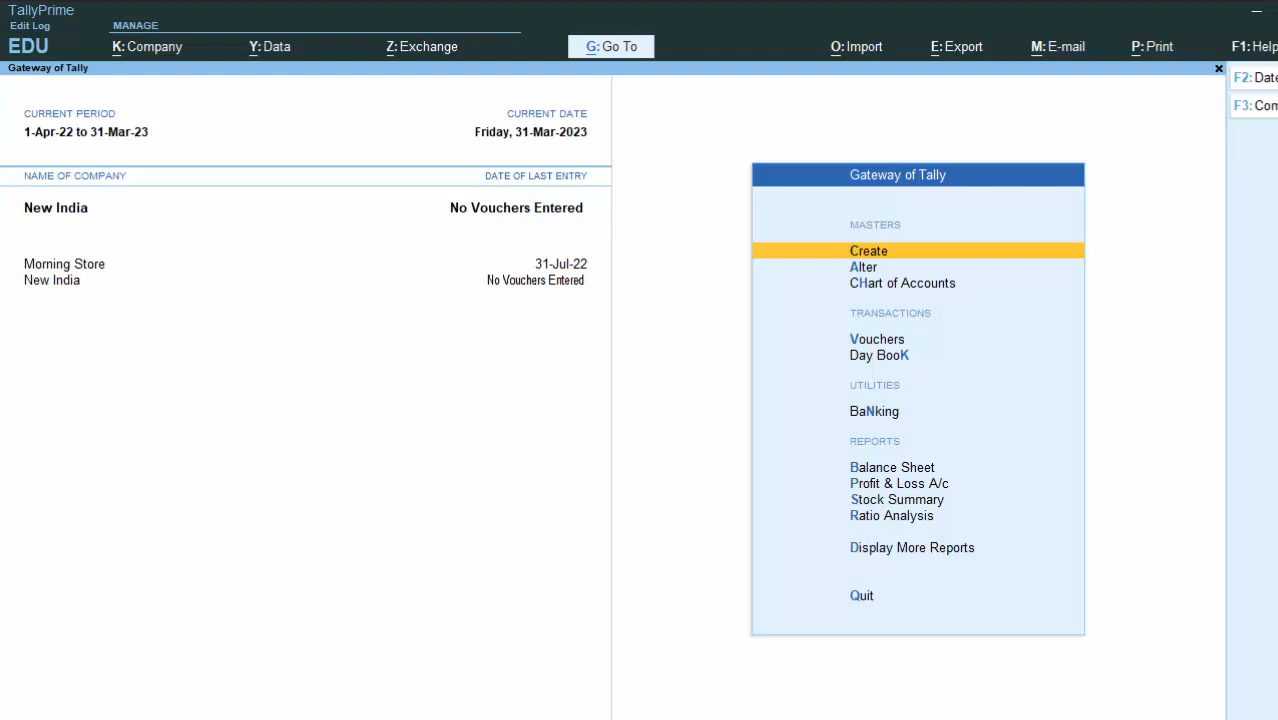 TallyPrime
Edit Log
EDU
MANAGE
K: Company
Y: Data
Z: Exchange
G: Go To
O: Import
E: Export
M: E-mail
P: Print
F1: Help
Gateway of Tally
F2: Date
F3: Com
CURRENT PERIOD
CURRENT DATE
1-Apr-22 to 31-Mar-23
Friday, 31-Mar-2023
NAME OF COMPANY
DATE OF LAST ENTRY
New India
No Vouchers Entered
Morning Store
31-Jul-22
New India
No Vouchers Entered
Gateway of Tally
MASTERS
Create
Alter
CHart of Accounts
TRANSACTIONS
Vouchers
Day BooK
UTILITIES
BaNking
REPORTS
Balance Sheet
Profit & Loss A/c
Stock Summary
Ratio Analysis
Display More Reports
Quit